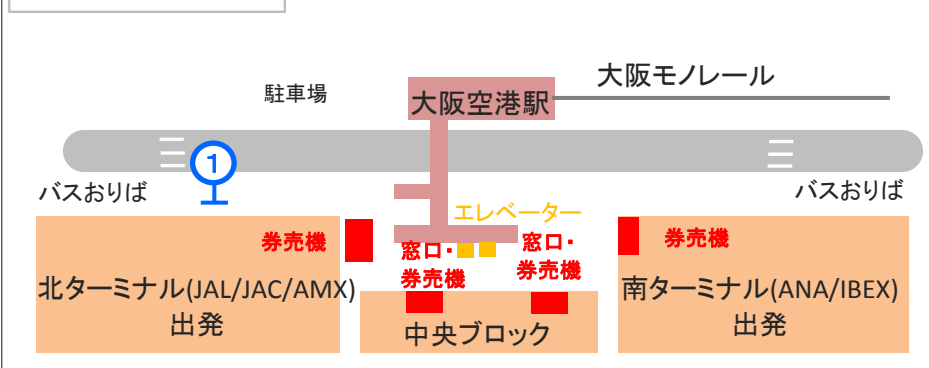 大阪モノレール
駐車場
大阪空港駅
1
バスおりば
バスおりば
エレベーター
券売機
窓口・
券売機
窓口・
券売機
券売機
北ターミナル(JAL/JAC/AMX)
出発
中央ブロック
南ターミナル(ANA/IBEX)
出発